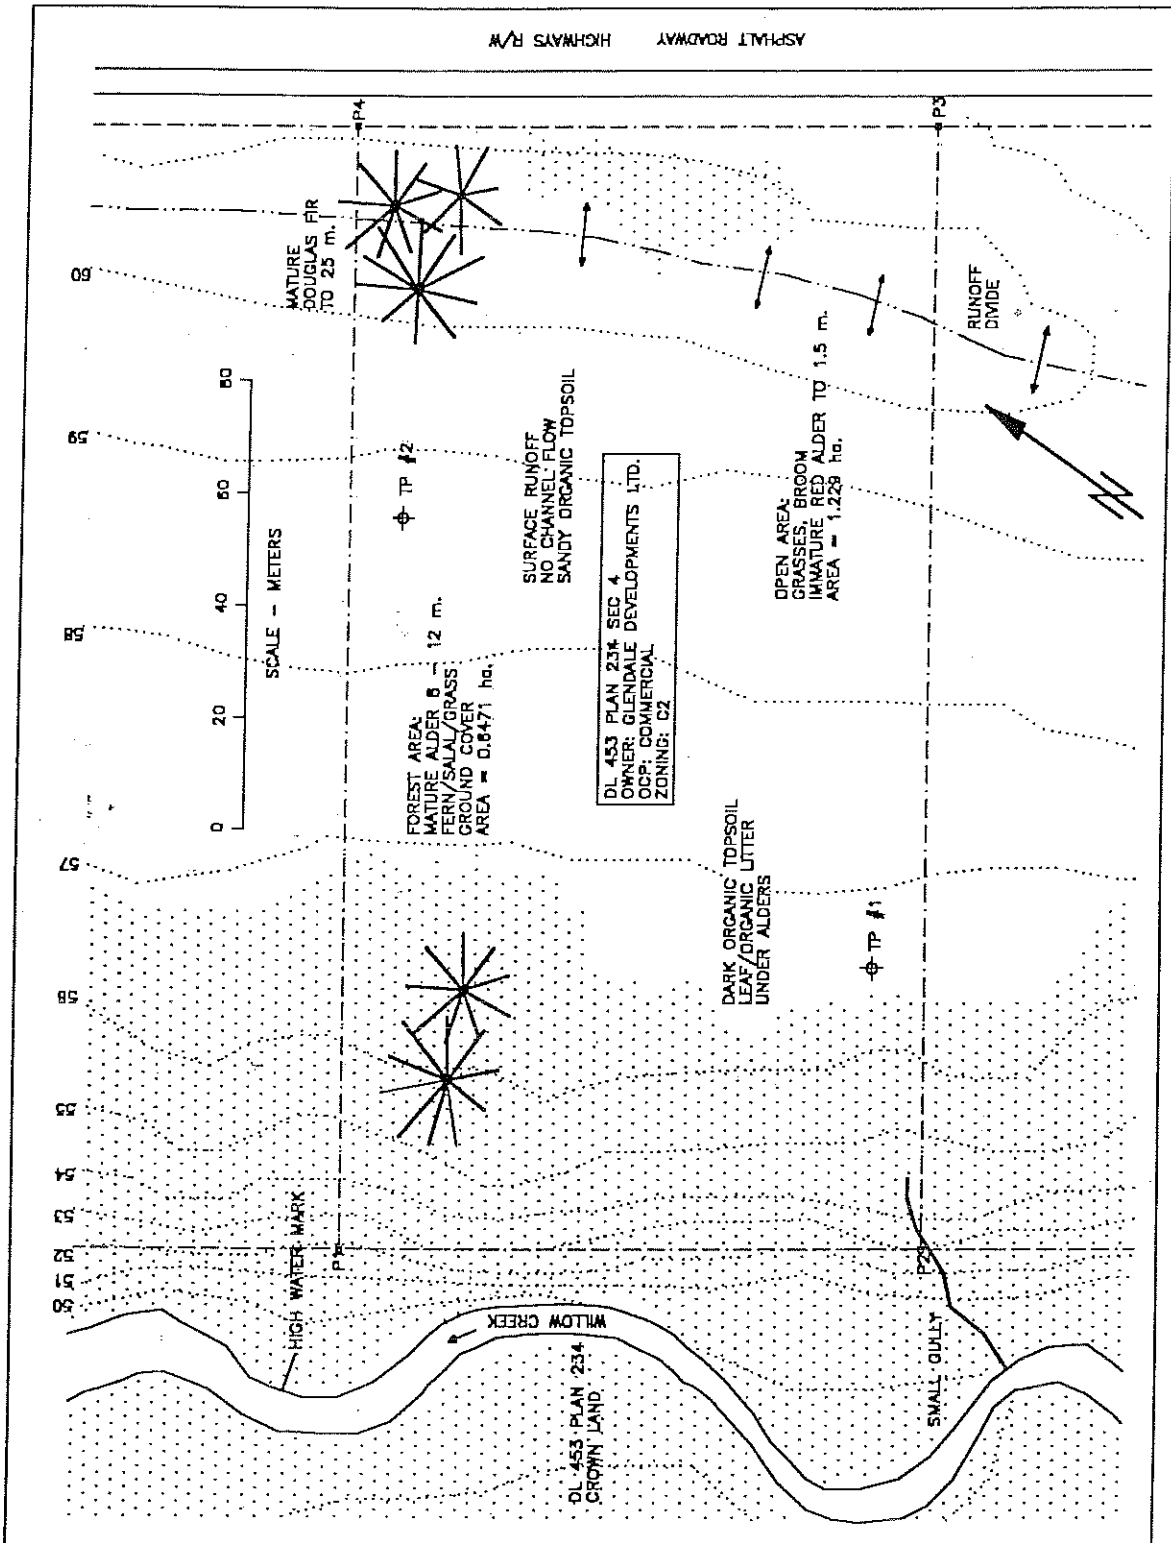 ASPHALT ROADWAY HIGHWAYS R/W
P4
P3
MATURE
DOUGLAS FIR
TO 25 m.
RUNOFF
DIVIDE
60
59
58
57
56
55
54
53
52
51
50
0 20 40 60 80
SCALE - METERS
TP #2
SURFACE RUNOFF
NO CHANNEL FLOW
SANDY ORGANIC TOPSOIL
OPEN AREA:
GRASSES, BROOM
IMMATURE RED ALDER TO 1.5 m.
AREA = 1.229 ha.
FOREST AREA:
MATURE ALDER 8 - 12 m.
FERN/SALAL/GRASS
GROUND COVER
AREA = 0.8471 ha.
DL 453 PLAN 234 SEC 4
OWNER: GLENDALE DEVELOPMENTS LTD.
OCP: COMMERCIAL
ZONING: C2
DARK ORGANIC TOPSOIL
LEAF/ORGANIC LITTER
UNDER ALDERS
TP #1
HIGH WATER MARK
P1
P2
WILLOW CREEK
SMALL GULLEY
DL 453 PLAN 234
CROWN LAND